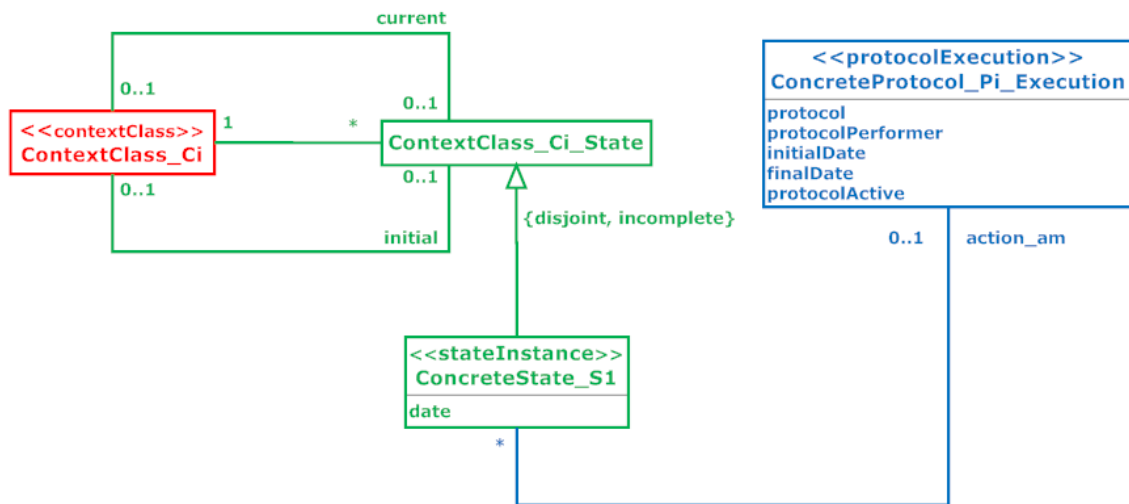 current
<<protocolExecution>>
ConcreteProtocol_Pi_Execution
0..1
0..1
protocol
<<contextClass>>
ContextClass_Ci
1
*
ContextClass_Ci_State
protocolPerformer
initialDate
finalDate
protocolActive
0..1
0..1
{disjoint, incomplete}
initial
0..1
action_am
<<stateInstance>>
ConcreteState_S1
date
*